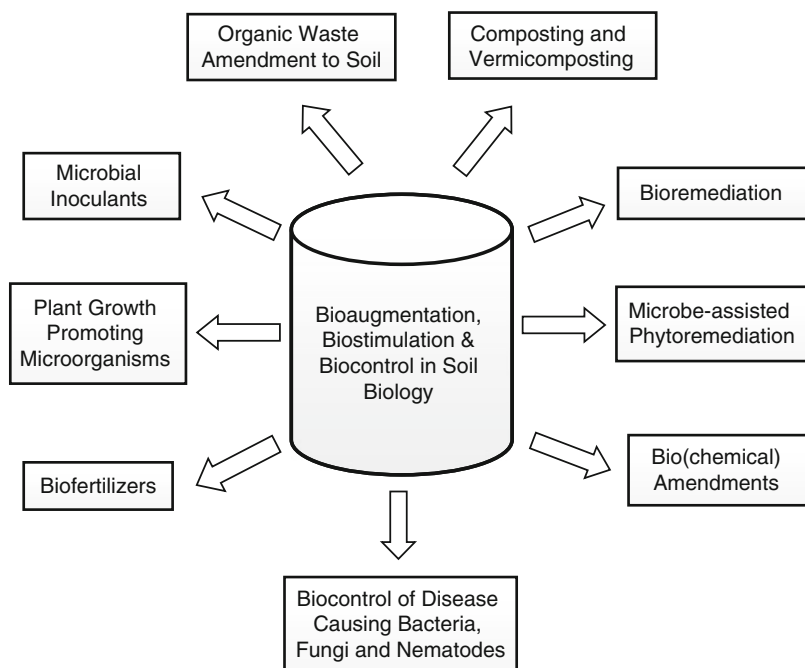 Organic Waste
Amendment to Soil
Composting and
Vermicomposting
Microbial
Inoculants
Bioremediation
Plant Growth
Promoting
Microorganisms
Bioaugmentation,
Biostimulation &
Biocontrol in Soil
Biology
Microbe-assisted
Phytoremediation
Biofertilizers
Bio(chemical)
Amendments
Biocontrol of Disease
Causing Bacteria,
Fungi and Nematodes